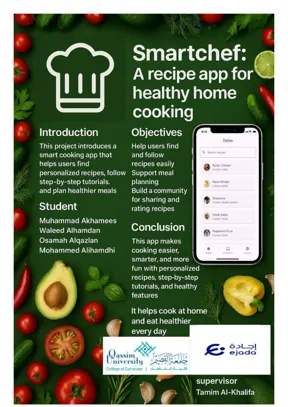 Smartchef:
A recipe app for
healthy home
cooking
Introduction
This project introduces a
smart cooking app that
helps users find
personalized recipes, follow
step-by-step tutorials.
and plan healthier meals
Student
Muhammad Akhamees
Waleed Alhamdan
Osamah Alqazlan
Mohammed Alihamdhi
Objectives
Help users find
and follow
recipes easily
Support meal
planning
Build a community
for sharing and
rating recipes
Conclusion
This app makes
cooking easier,
smarter, and more
fun with personalized
recipes, step-by-step
tutorials, and healthy
features
It helps cook at home
and eat healthier
every day
Qassim
University
College of Computer
جامعة القصيم
إجادة
ejada
supervisor
Tamim Al-Khalifa